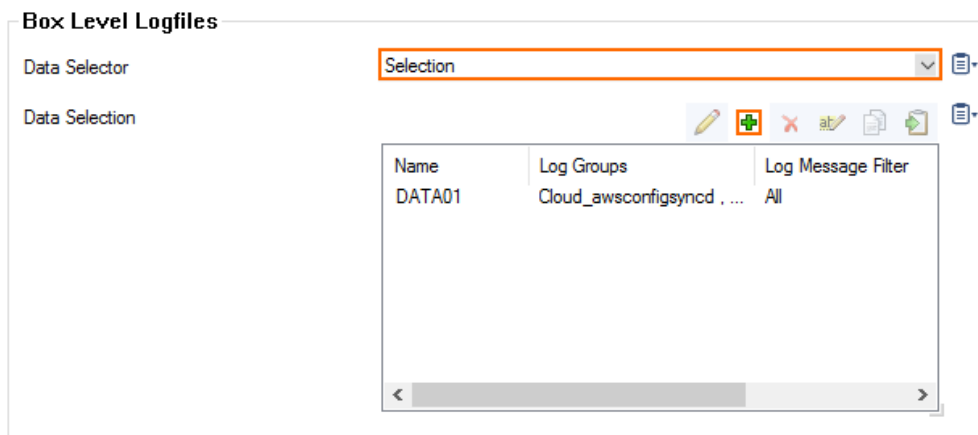 Box Level Logfiles
Data Selector Selection
Data Selection
Name Log Groups Log Message Filter
DATA01 Cloud_awsconfigsyncd , ... All